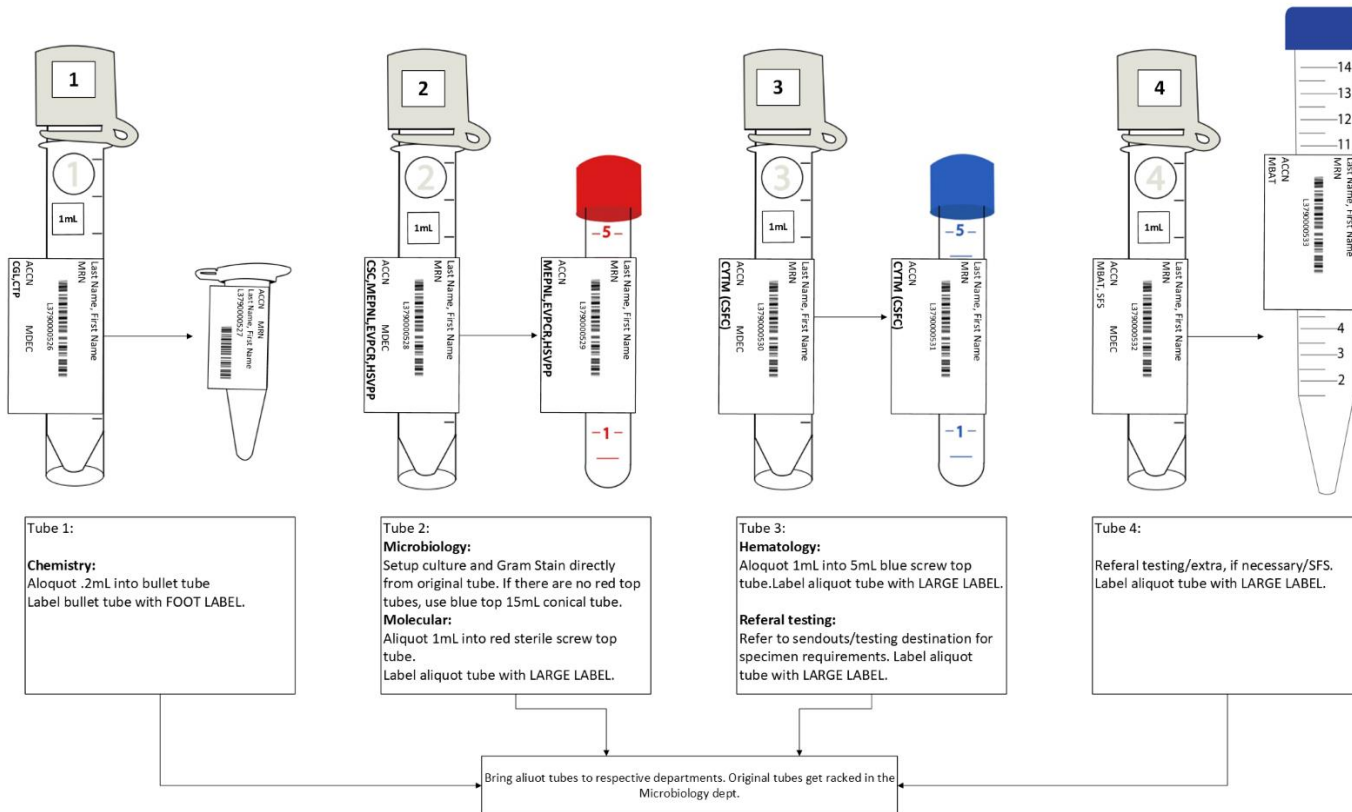 1
1
1mL
Last Name, First Name
MRN
L3790000526
ACCN MDEC
CGL,CTP
ACCN MRN
Last Name, First Name
L3790000527
2
2
1mL
Last Name, First Name
MRN
L3790000528
ACCN MDEC
CSC,MEPNL,EVPCR,HSVPP
-5-
Last Name, First Name
MRN
L3790000529
ACCN
MEPNL,EVPCR,HSVPP
-1-
3
3
1mL
Last Name, First Name
MRN
L3790000530
ACCN MDEC
CYTM (CSFC)
-5-
Last Name, First Name
MRN
L3790000531
ACCN
CYTM (CSFC)
-1-
4
4
1mL
Last Name, First Name
MRN
L3790000532
ACCN MDEC
MBAT, SFS
14
13
12
11
Last Name, First Name
MRN
L3790000533
ACCN
MBAT
4
3
2
Tube 1:
Chemistry:
Aloquot .2mL into bullet tube
Label bullet tube with FOOT LABEL.
Tube 2:
Microbiology:
Setup culture and Gram Stain directly
from original tube. If there are no red top
tubes, use blue top 15mL conical tube.
Molecular:
Aliquot 1mL into red sterile screw top
tube.
Label aliquot tube with LARGE LABEL.
Tube 3:
Hematology:
Aloquot 1mL into 5mL blue screw top
tube.Label aliquot tube with LARGE LABEL.
Referal testing:
Refer to sendouts/testing destination for
specimen requirements. Label aliquot
tube with LARGE LABEL.
Tube 4:
Referal testing/extra, if necessary/SFS.
Label aliquot tube with LARGE LABEL.
Bring aliuot tubes to respective departments. Original tubes get racked in the
Microbiology dept.